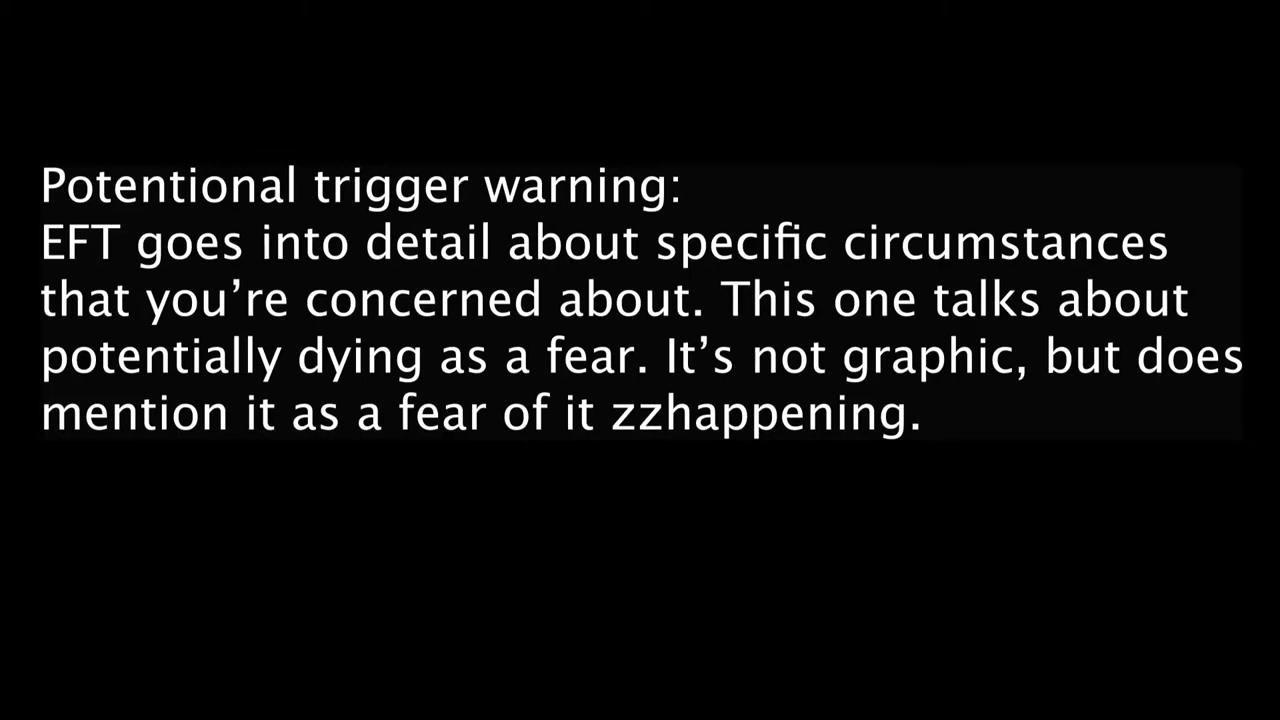 Potentional trigger warning:
EFT goes into detail about specific circumstances
that you’re concerned about. This one talks about
potentially dying as a fear. It’s not graphic, but does
mention it as a fear of it zzhappening.